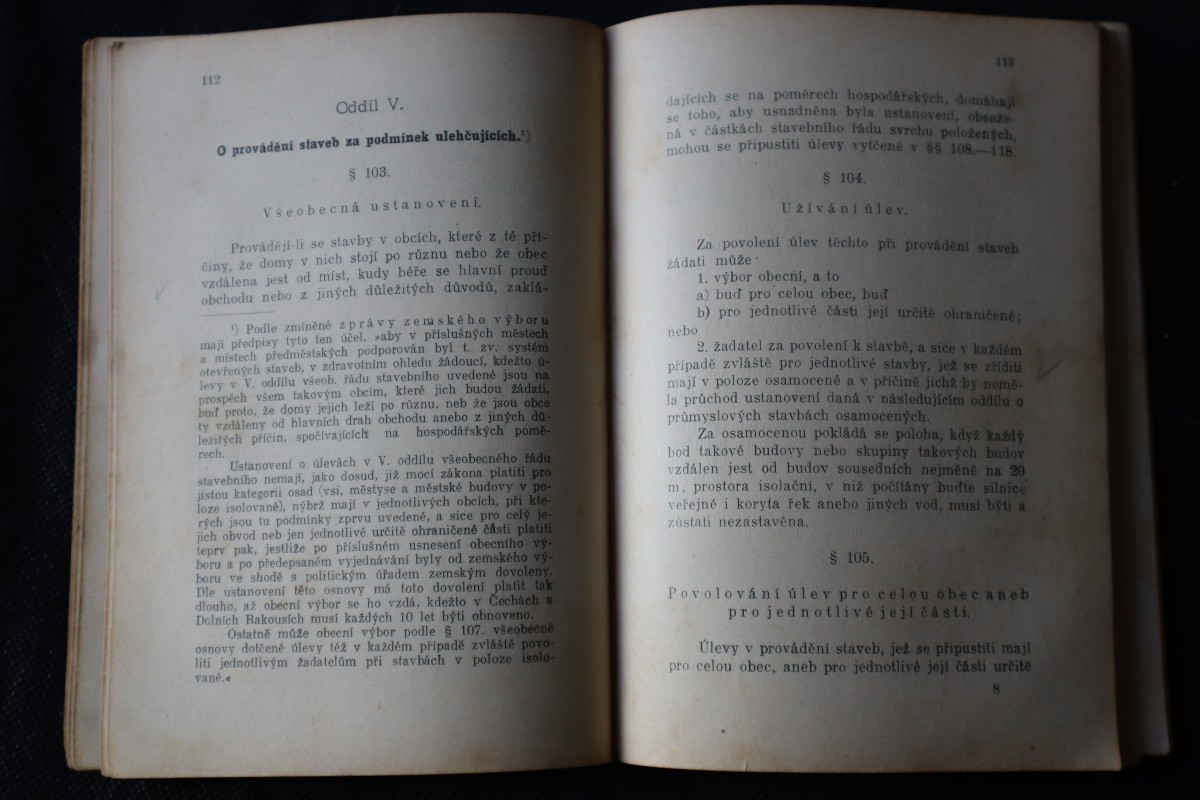 112
Oddíl V.
O provádění staveb za podmínek ulehčujících.¹)
§ 103.
Všeobecná ustanovení.
Provádějí-li se stavby v obcích, které z té pří-
činy, že domy v nich stojí po různu nebo že obec
vzdálena jest od míst, kudy béře se hlavní proud
obchodu nebo z jiných důležitých důvodů, zaklá-
¹) Podle zmíněné zprávy zemského výboru
mají předpisy tyto ten účel, »aby v příslušných městech
a místech předměstských podporován byl t. zv. systém
otevřených staveb, v zdravotním ohledu žádoucí, kdežto ú-
levy v V. oddílu všeob. řádu stavebního uvedené jsou na
prospěch všem takovým obcím, které jich budou žádati,
buď proto, že domy jejich leží po různu, neb že jsou obce
ty vzdáleny od hlavních drah obchodu anebo z jiných dů-
ležitých příčin, spočívajících na hospodářských pomě-
rech.
Ustanovení o úlevách v V. oddílu všeobecného řádu
stavebního nemají, jako dosud, již mocí zákona platiti pro
jistou kategorii osad (vsi, městyse a městské budovy v po-
loze isolované), nýbrž mají v jednotlivých obcích, při kte-
rých jsou tu podmínky zprvu uvedené, a sice pro celý je-
jich obvod neb jen jednotlivé určitě ohraničené části platiti
teprv pak, jestliže po příslušném usnesení obecního vý-
boru a po předepsaném vyjednávání byly od zemského vý-
boru ve shodě s politickým úřadem zemským dovoleny.
Dle ustanovení této osnovy má toto dovolení platit tak
dlouho, až obecní výbor se ho vzdá, kdežto v Čechách a
Dolních Rakousích musí každých 10 let býti obnoveno.
Ostatně může obecní výbor podle § 107. všeobecné
osnovy dotčené úlevy též v každém případě zvláště povo-
liti jednotlivým žadatelům při stavbách v poloze isolo-
vané.«
113
dajících se na poměrech hospodářských, domáhají
se toho, aby usnadněna byla ustanovení, obsaže-
ná v částkách stavebního řádu svrchu položených,
mohou se připustiti úlevy vytčené v §§ 108.—118.
§ 104.
Užívání úlev.
Za povolení úlev těchto při provádění staveb
žádati může·
1. výbor obecní, a to
a) buď pro celou obec, buď
b) pro jednotlivé části její určitě ohraničené;
nebo
2. žadatel za povolení k stavbě, a sice v každém
případě zvláště pro jednotlivé stavby, jež se zříditi
mají v poloze osamocené a v příčině jichž by nemě-
la průchod ustanovení daná v následujícím oddílu o
průmyslových stavbách osamocených.
Za osamocenou pokládá se poloha, když každý
bod takové budovy nebo skupiny takových budov
vzdálen jest od budov sousedních nejméně na 20
m, prostora isolační, v niž počítány buďte silnice
veřejné i koryta řek anebo jiných vod, musí býti a
zůstati nezastavěna.
§ 105.
Povolování úlev pro celou obec aneb
pro jednotlivé její části.
Úlevy v provádění staveb, jež se připustiti mají
pro celou obec, aneb pro jednotlivé její části určitě
8